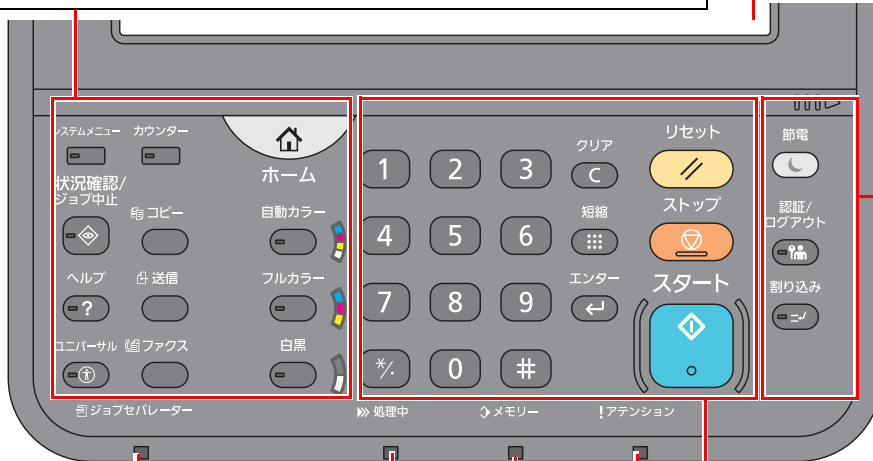 システムメニュー
カウンター
ホーム
状況確認/
ジョブ中止
コピー
自動カラー
ヘルプ
?
送信
フルカラー
ユニバーサル
ファクス
白黒
1 2 3
4 5 6
7 8 9
*/. 0 #
クリア
C
短縮
エンター
リセット
ストップ
スタート
節電
認証/
ログアウト
割り込み
ジョブセパレーター
処理中
メモリー
!アテンション